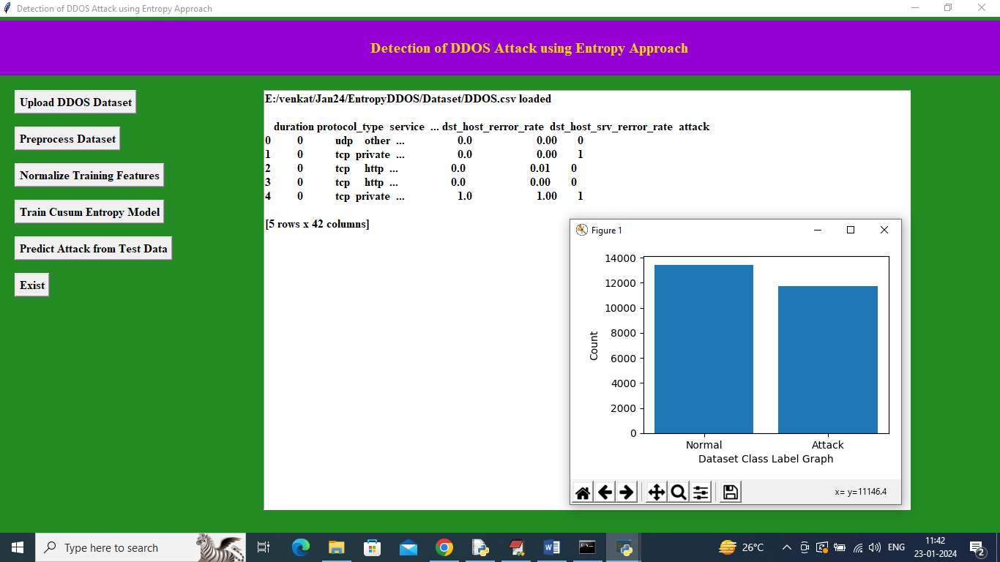 Detection of DDOS Attack using Entropy Approach
Detection of DDOS Attack using Entropy Approach
Upload DDOS Dataset
Preprocess Dataset
Normalize Training Features
Train Cusum Entropy Model
Predict Attack from Test Data
Exist
E:/venkat/Jan24/EntropyDDOS/Dataset/DDOS.csv loaded
duration protocol_type service ... dst_host_rerror_rate dst_host_srv_rerror_rate attack
0 0 udp other ... 0.0 0.00 0
1 0 tcp private ... 0.0 0.00 1
2 0 tcp http ... 0.0 0.01 0
3 0 tcp http ... 0.0 0.00 0
4 0 tcp private ... 1.0 1.00 1
[5 rows x 42 columns]
Figure 1
14000
12000
10000
8000
6000
4000
2000
0
Count
Normal Attack
Dataset Class Label Graph
x= y=11146.4
Type here to search
26°C
ENG
11:42
23-01-2024
2